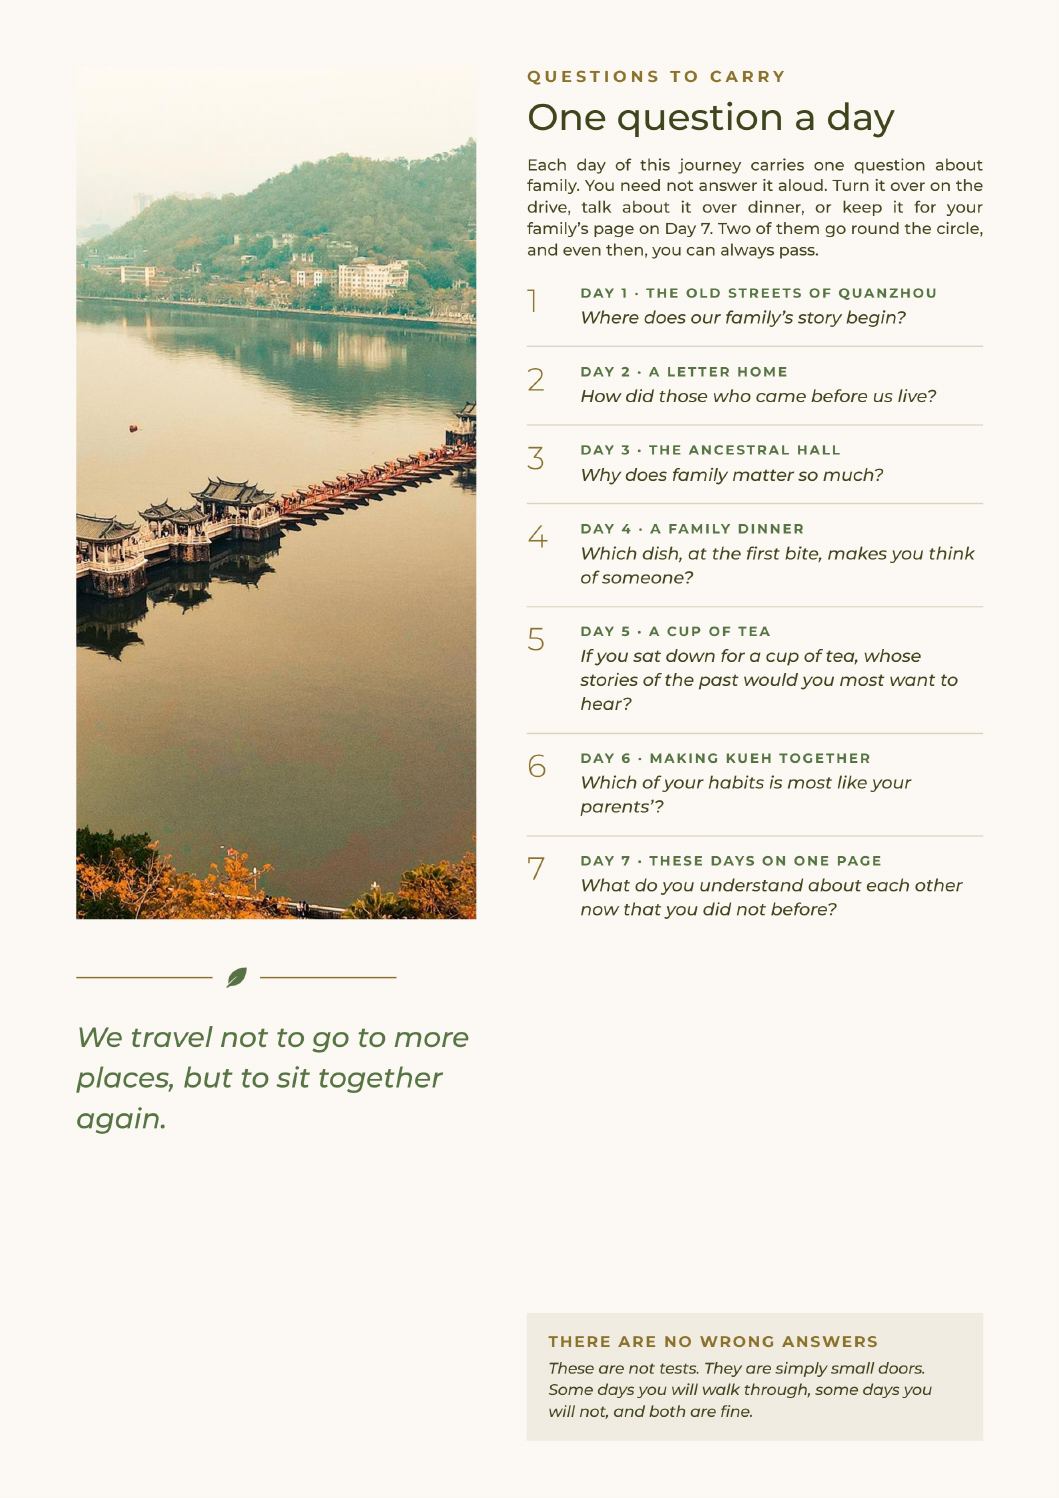 QUESTIONS TO CARRY
One question a day
Each day of this journey carries one question about
family. You need not answer it aloud. Turn it over on the
drive, talk about it over dinner, or keep it for your
family’s page on Day 7. Two of them go round the circle,
and even then, you can always pass.
1
DAY 1 · THE OLD STREETS OF QUANZHOU
Where does our family’s story begin?
2
DAY 2 · A LETTER HOME
How did those who came before us live?
3
DAY 3 · THE ANCESTRAL HALL
Why does family matter so much?
4
DAY 4 · A FAMILY DINNER
Which dish, at the first bite, makes you think
of someone?
5
DAY 5 · A CUP OF TEA
If you sat down for a cup of tea, whose
stories of the past would you most want to
hear?
6
DAY 6 · MAKING KUEH TOGETHER
Which of your habits is most like your
parents’?
7
DAY 7 · THESE DAYS ON ONE PAGE
What do you understand about each other
now that you did not before?
We travel not to go to more
places, but to sit together
again.
THERE ARE NO WRONG ANSWERS
These are not tests. They are simply small doors.
Some days you will walk through, some days you
will not, and both are fine.